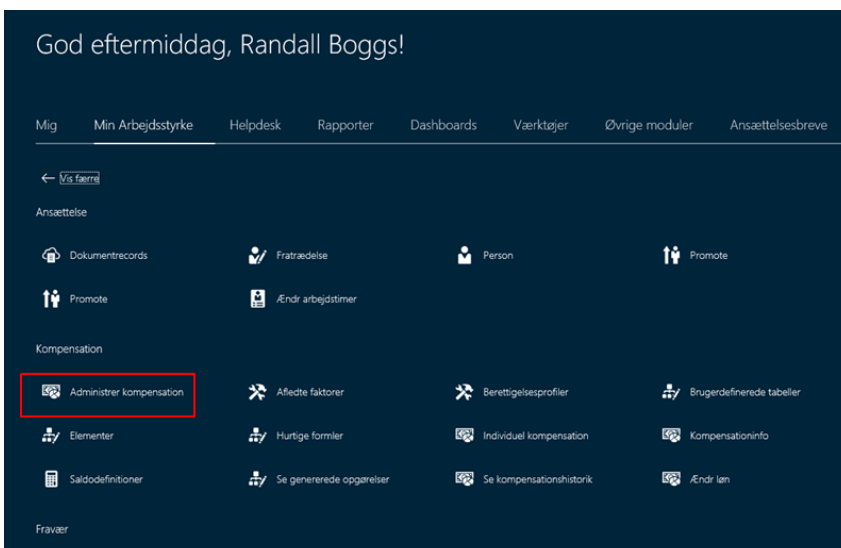 God eftermiddag, Randall Boggs!
Mig Min Arbejdsstyrke Helpdesk Rapporter Dashboards Værktøjer Øvrige moduler Ansættelsesbreve
Vis færre
Ansættelse
Dokumentrecords Fratrædelse Person Promote
Promote Ændr arbejdstimer
Kompensation
Administrer kompensation Afledte faktorer Berettigelsesprofiler Brugerdefinerede tabeller
Elementer Hurtige formler Individuel kompensation Kompensationinfo
Saldodefinitioner Se genererede opgørelser Se kompensationshistorik Ændr løn
Fravær